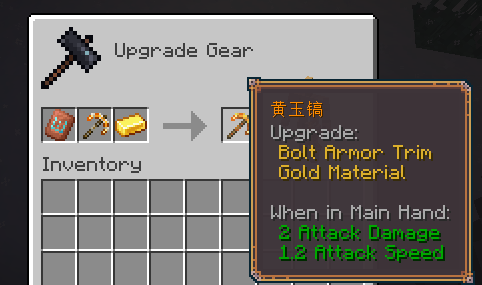 Upgrade Gear
黄玉镐
Upgrade:
Bolt Armor Trim
Gold Material
Inventory
When in Main Hand:
2 Attack Damage
1.2 Attack Speed